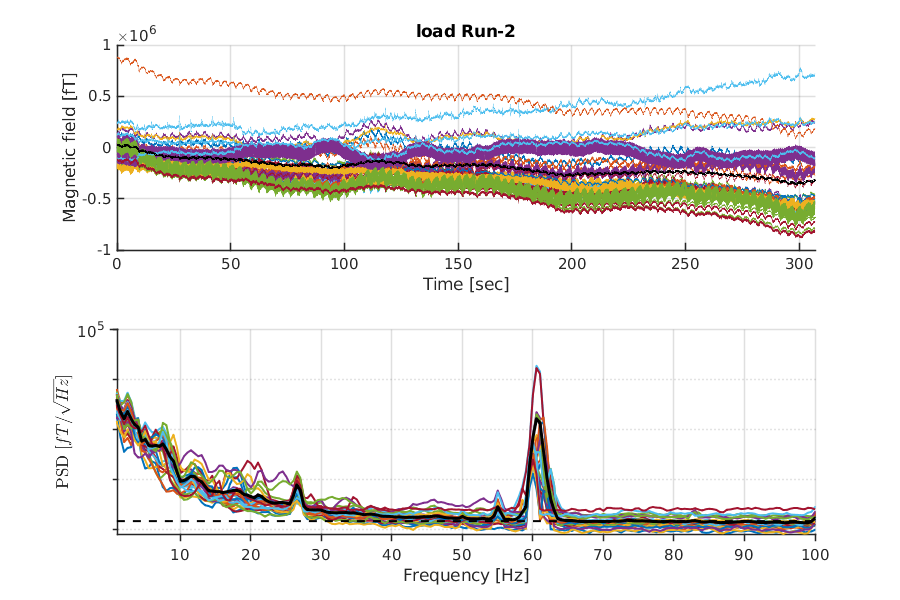 load Run-2
×10^6
1
0.5
0
-0.5
-1
Magnetic field [fT]
0 50 100 150 200 250 300
Time [sec]
10^5
PSD [fT/√Hz]
10 20 30 40 50 60 70 80 90 100
Frequency [Hz]